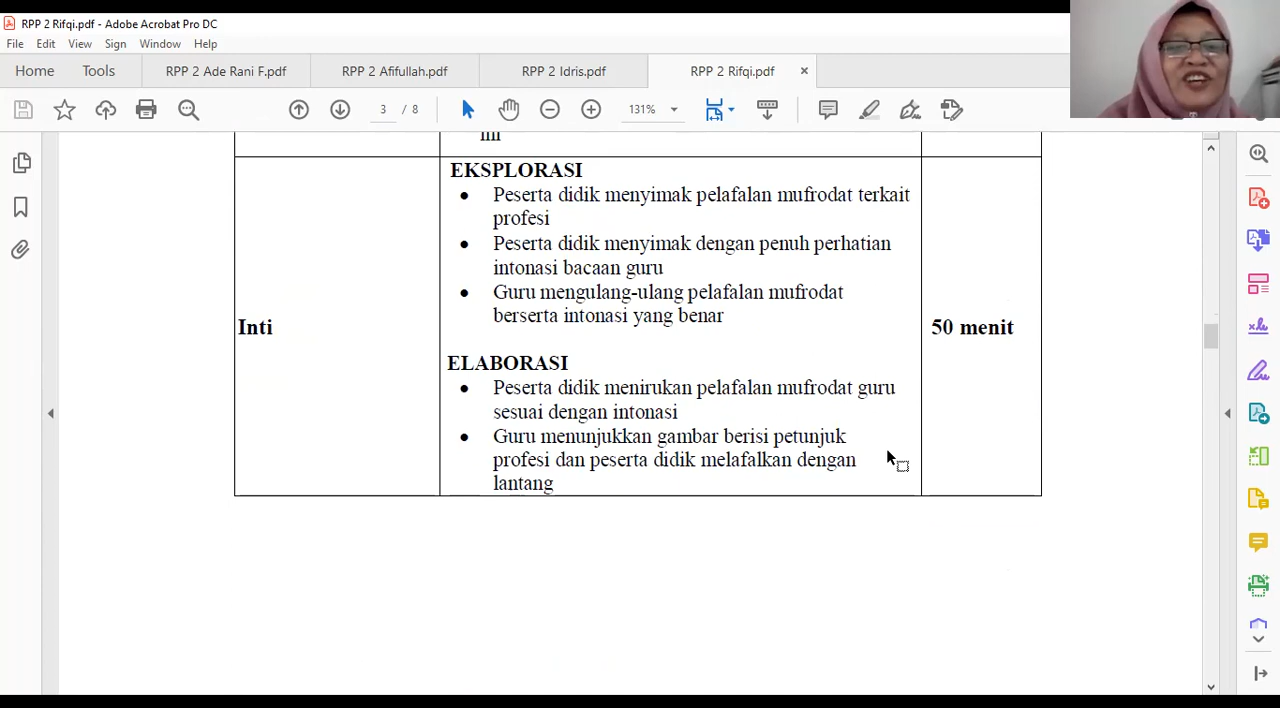 RPP 2 Rifqi.pdf - Adobe Acrobat Pro DC
File Edit View Sign Window Help
Home Tools RPP 2 Ade Rani F.pdf RPP 2 Afifullah.pdf RPP 2 Idris.pdf RPP 2 Rifqi.pdf ×
3 / 8 131%
ini
EKSPLORASI
• Peserta didik menyimak pelafalan mufrodat terkait
profesi
• Peserta didik menyimak dengan penuh perhatian
intonasi bacaan guru
• Guru mengulang-ulang pelafalan mufrodat
berserta intonasi yang benar
Inti
50 menit
ELABORASI
• Peserta didik menirukan pelafalan mufrodat guru
sesuai dengan intonasi
• Guru menunjukkan gambar berisi petunjuk
profesi dan peserta didik melafalkan dengan
lantang